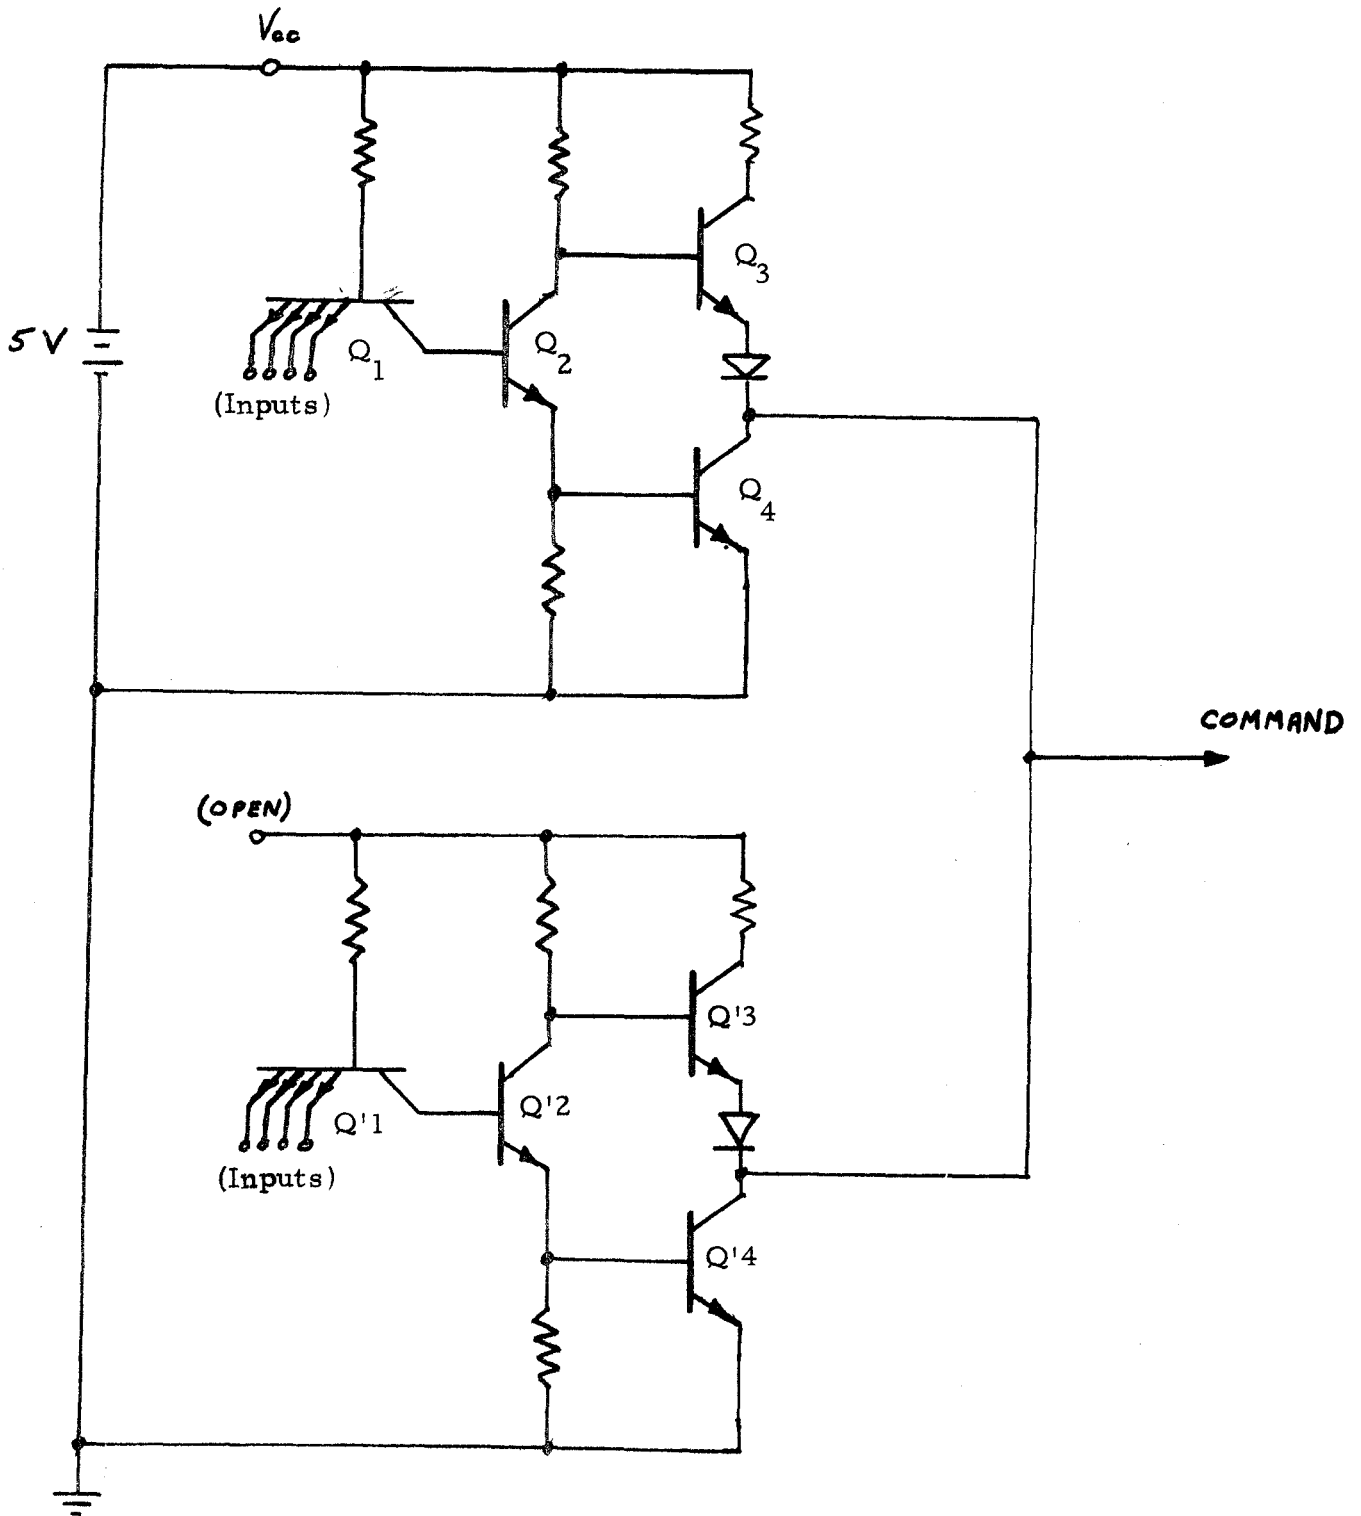 Vcc
Q3
5 V
Q1
Q2
(Inputs)
Q4
COMMAND
(OPEN)
Q'3
Q'1
Q'2
(Inputs)
Q'4